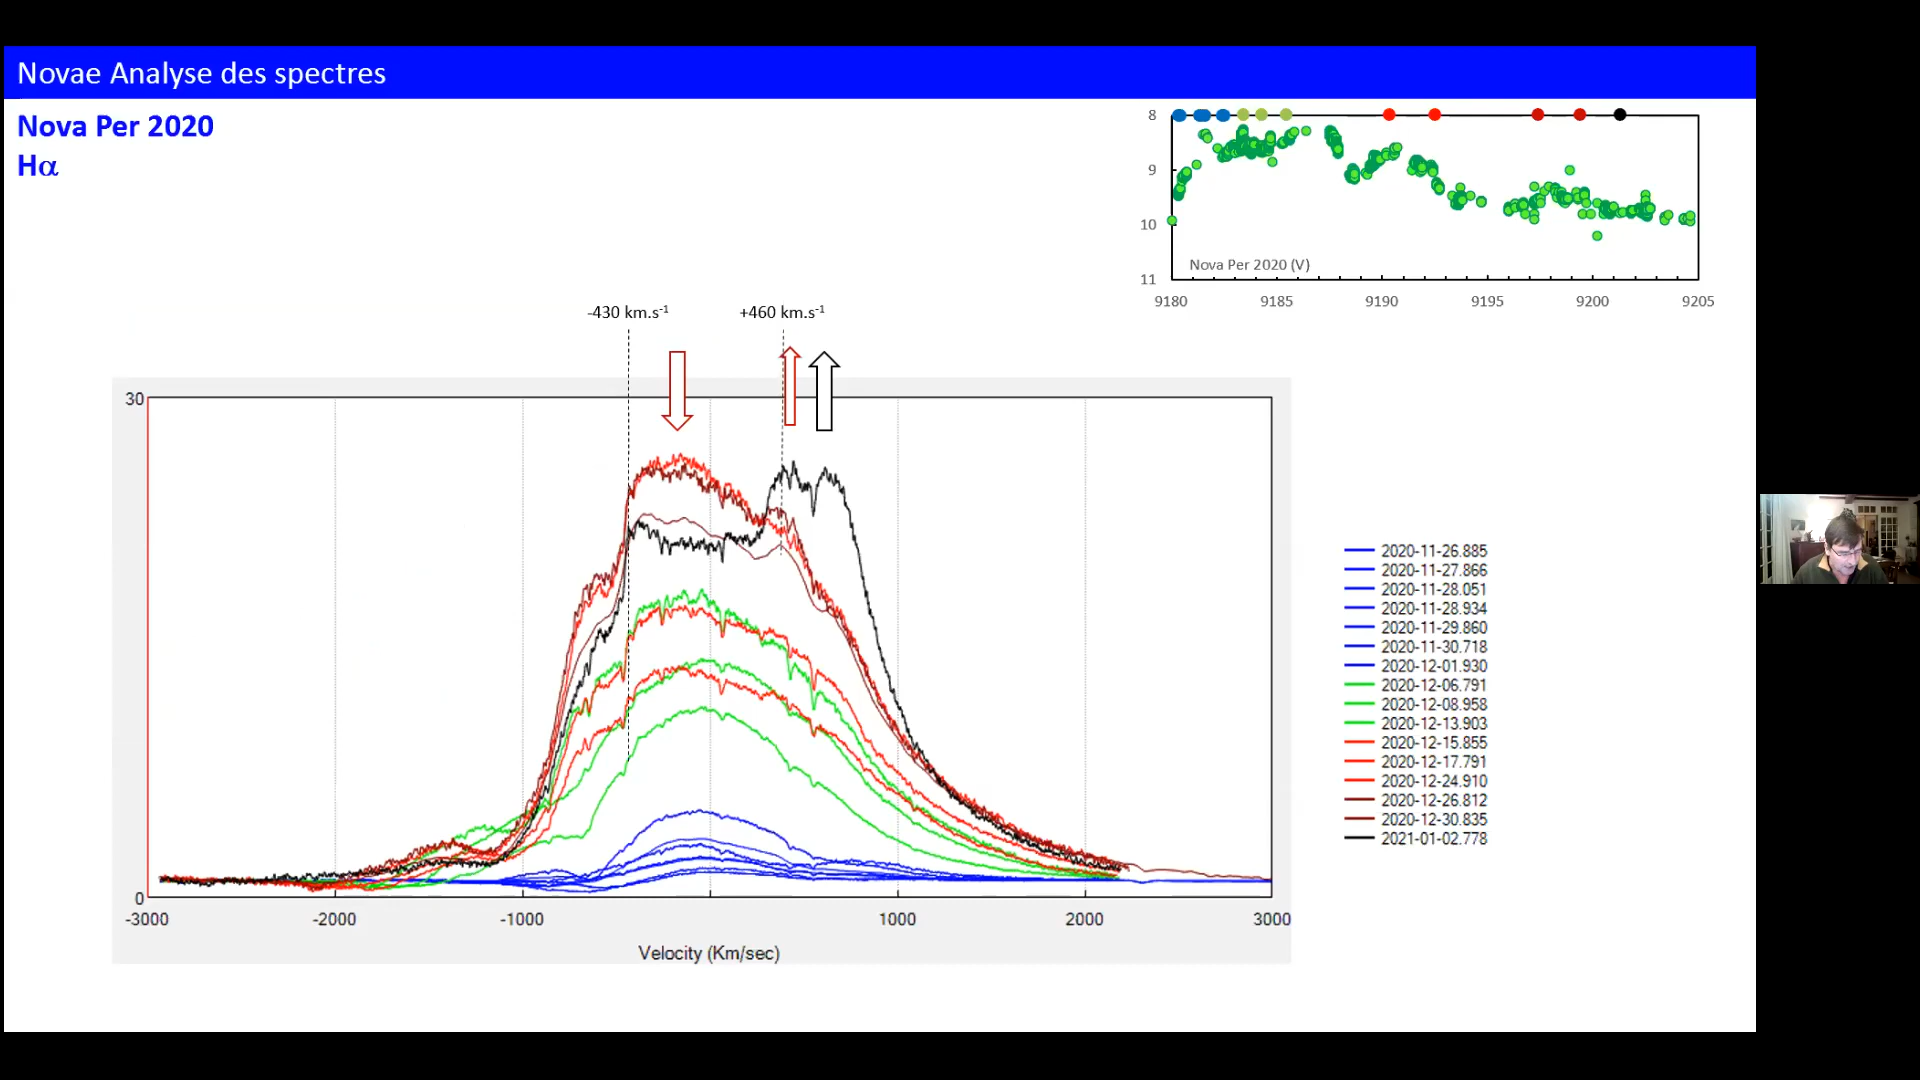 Novae Analyse des spectres
Nova Per 2020
Hα
8
9
10
11
Nova Per 2020 (V)
9180 9185 9190 9195 9200 9205
-430 km.s-1 +460 km.s-1
30
0
-3000 -2000 -1000 1000 2000 3000
Velocity (Km/sec)
2020-11-26.885
2020-11-27.866
2020-11-28.051
2020-11-28.934
2020-11-29.860
2020-11-30.718
2020-12-01.930
2020-12-06.791
2020-12-08.958
2020-12-13.903
2020-12-15.855
2020-12-17.791
2020-12-24.910
2020-12-26.812
2020-12-30.835
2021-01-02.778